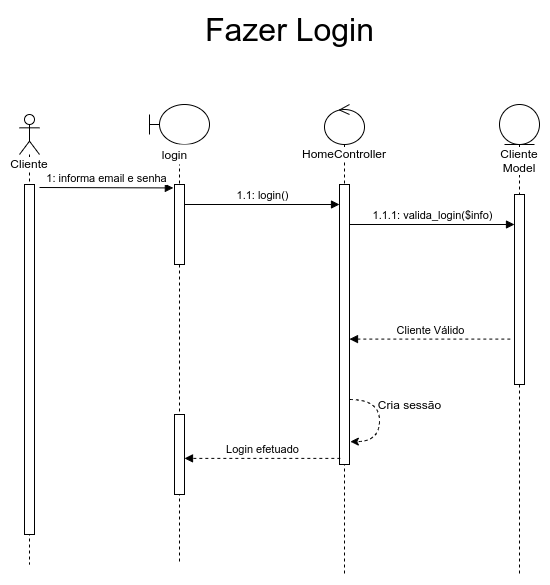 Fazer Login
Cliente
login
HomeController
Cliente
Model
1: informa email e senha
1.1: login()
1.1.1: valida_login($info)
Cliente Válido
Cria sessão
Login efetuado